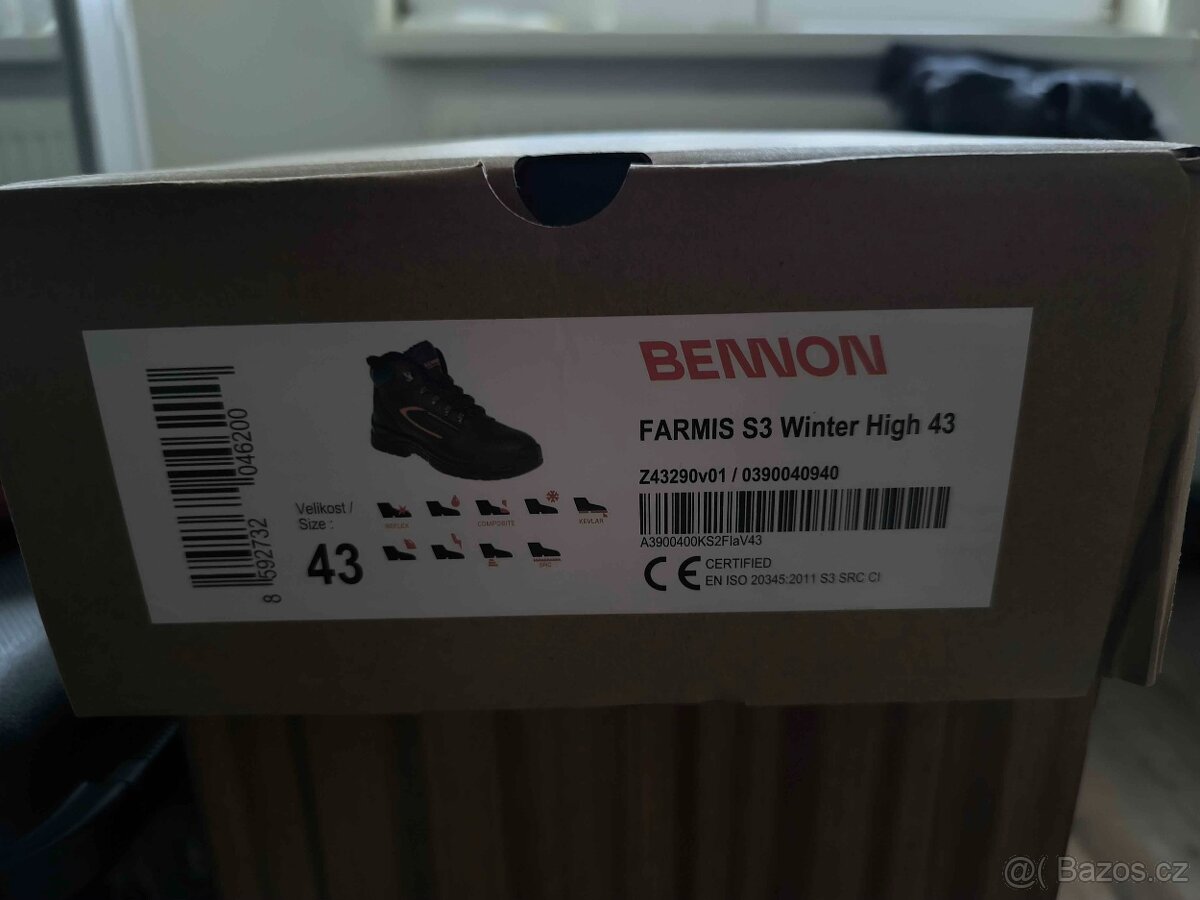 BENNON
FARMIS S3 Winter High 43
Z43290v01 / 0390040940
A3900400KS2FlaV43
CE CERTIFIED
EN ISO 20345:2011 S3 SRC CI
8 592732 046200
Velikost /
Size :
43
REFLEX
COMPOSITE
KEVLAR
SRC
@( Bazos.cz